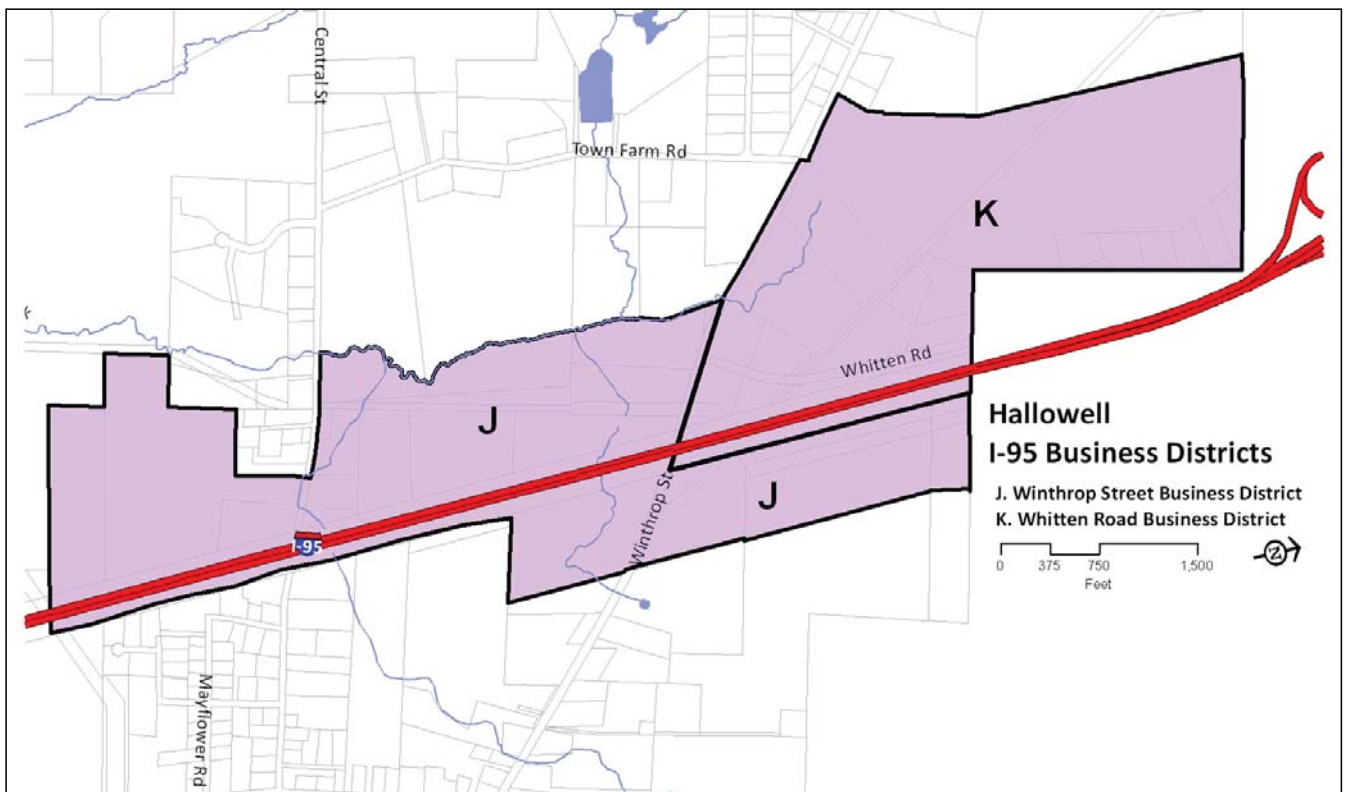 Central St
Town Farm Rd
K
Whitten Rd
J
Hallowell
I-95 Business Districts
J. Winthrop Street Business District
K. Whitten Road Business District
0 375 750 1,500
Feet
Z
J
Winthrop St
I-95
Mayflower Rd